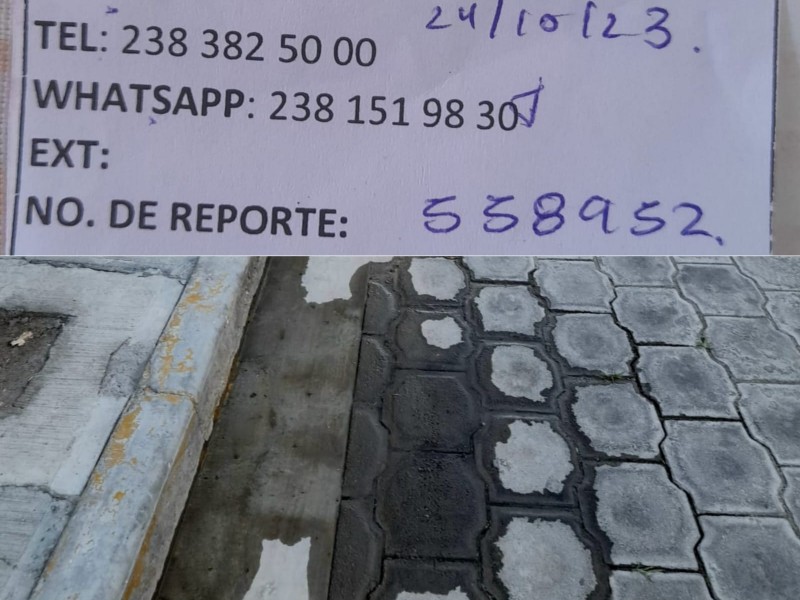 24/10/23.
TEL: 238 382 50 00
WHATSAPP: 238 151 98 30
EXT:
NO. DE REPORTE: 558952.